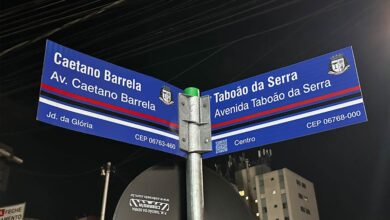 Caetano Barrela
Av. Caetano Barrela
Jd. da Glória
CEP 06763-460
Taboão da Serra
Avenida Taboão da Serra
Centro
CEP 06768-000
FECHE